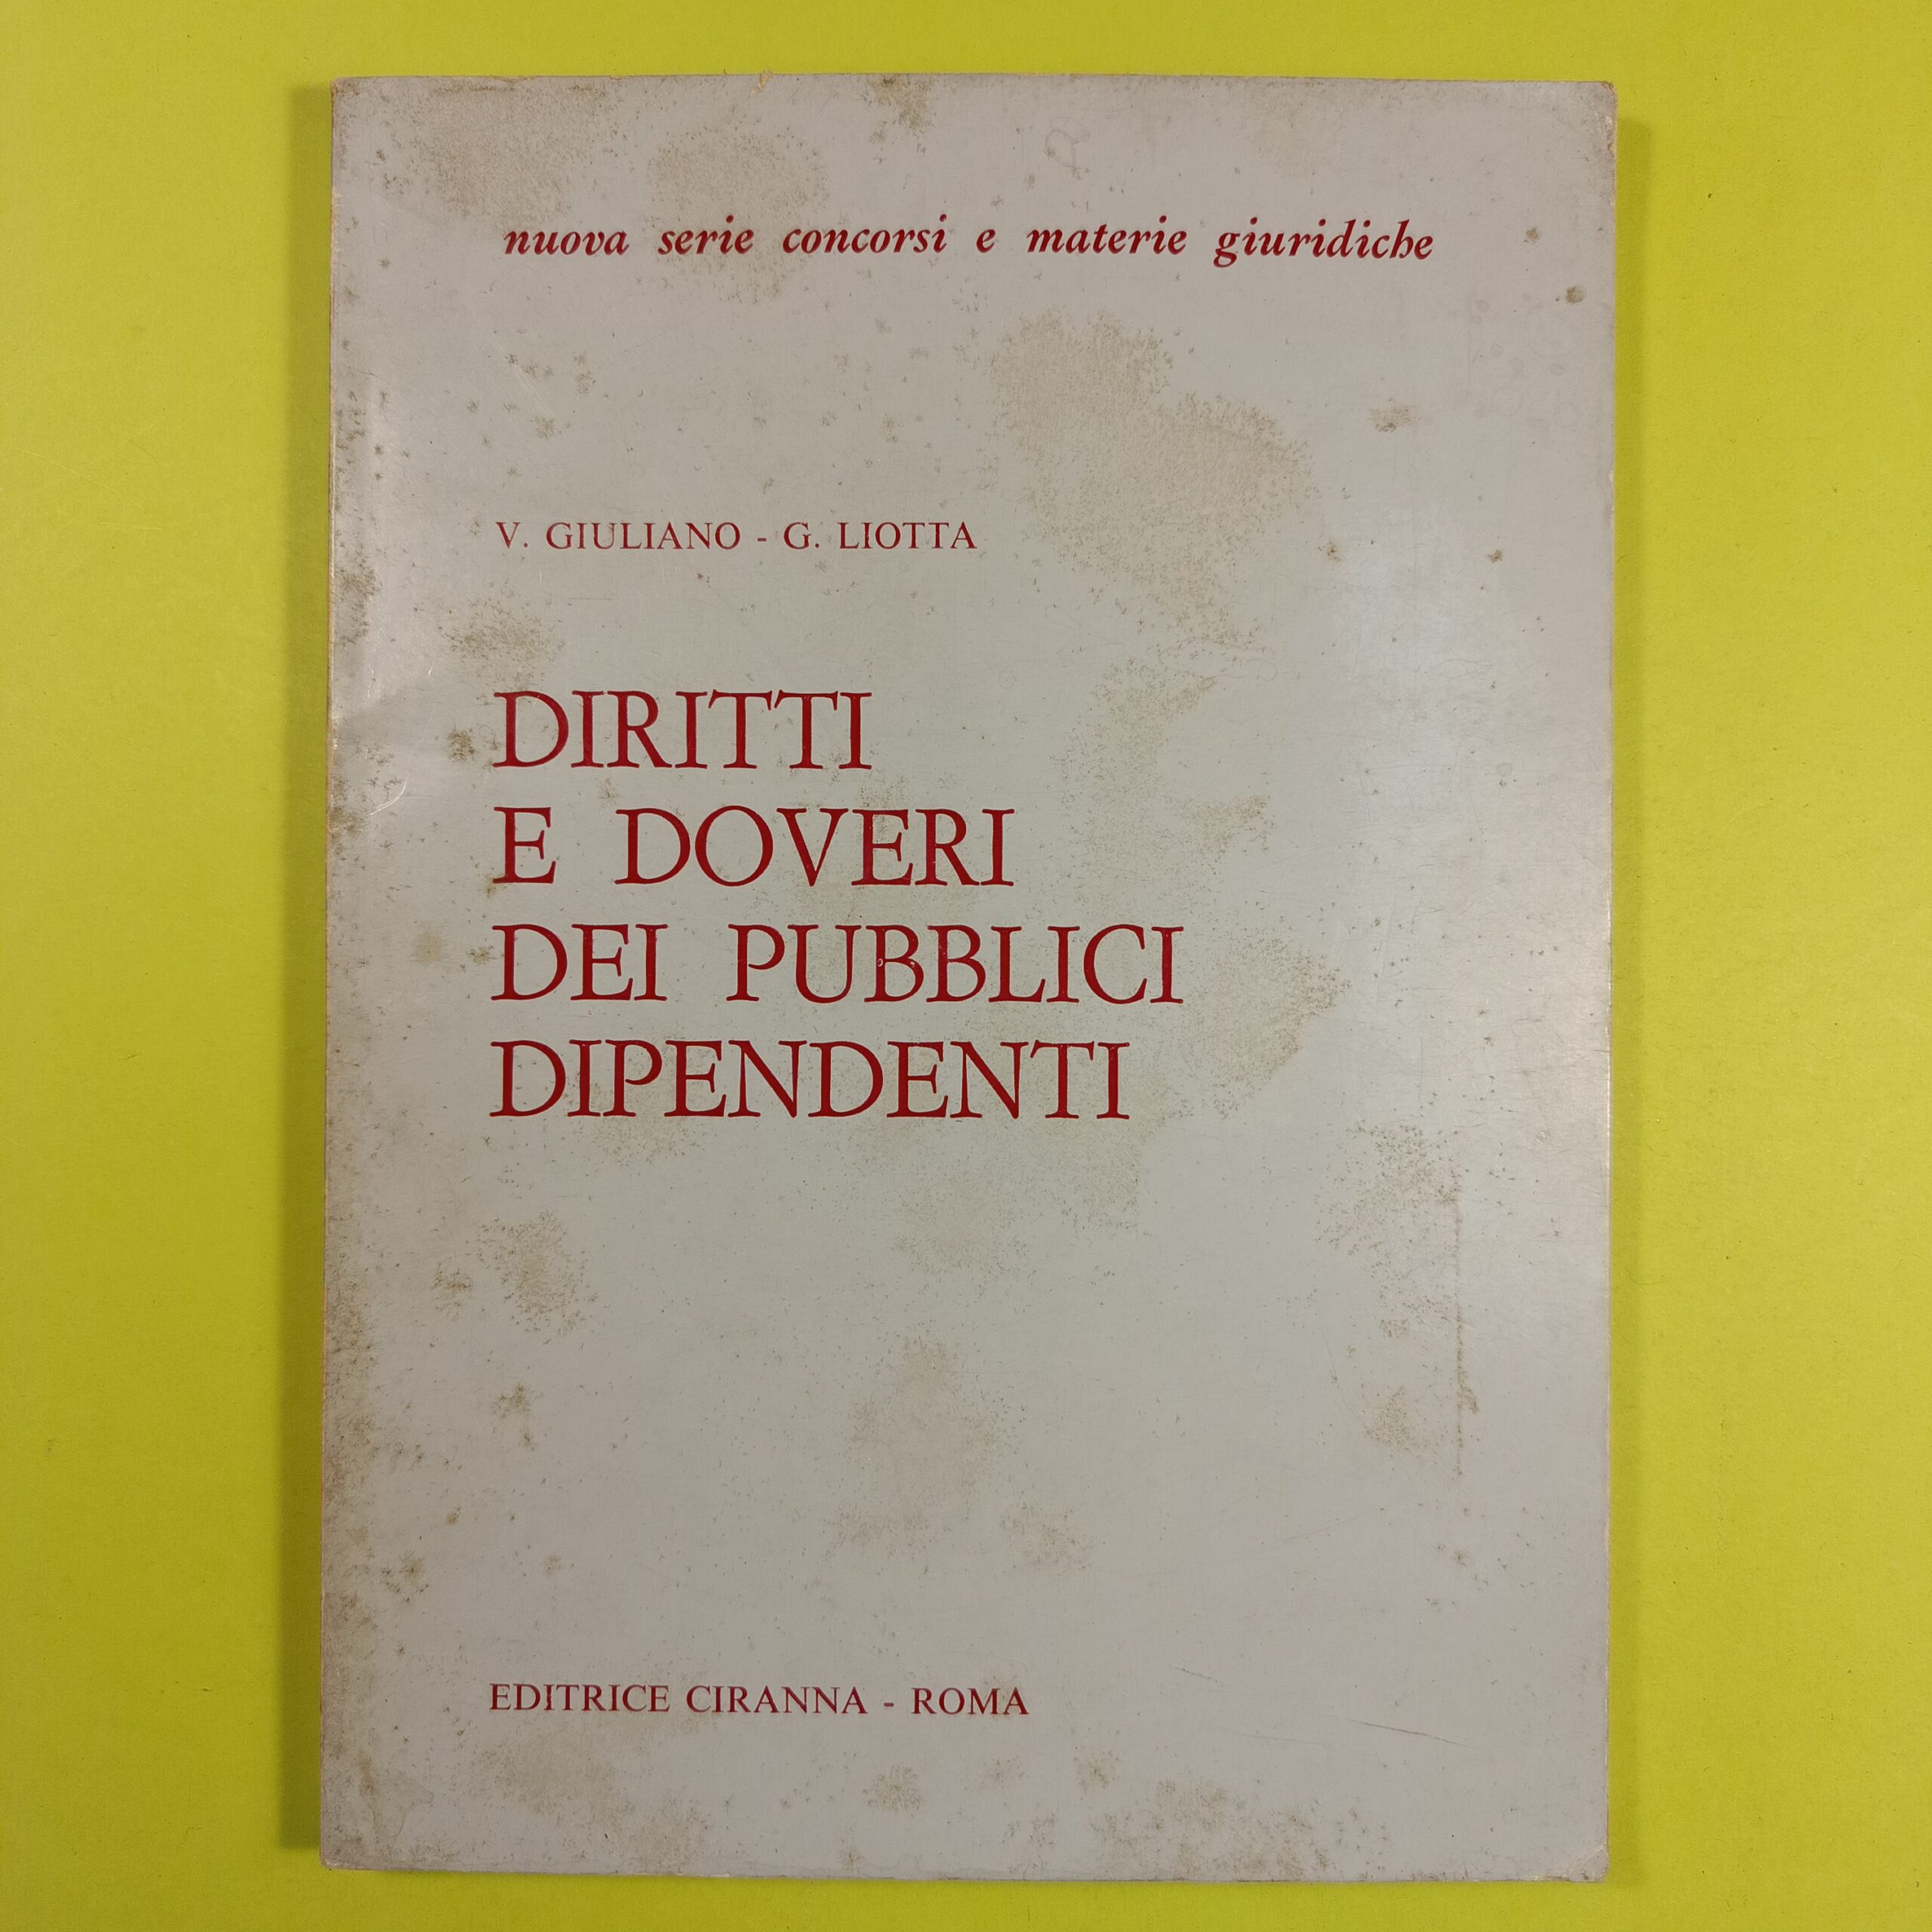 nuova serie concorsi e materie giuridiche
V. GIULIANO - G. LIOTTA
DIRITTI
E DOVERI
DEI PUBBLICI
DIPENDENTI
EDITRICE CIRANNA - ROMA